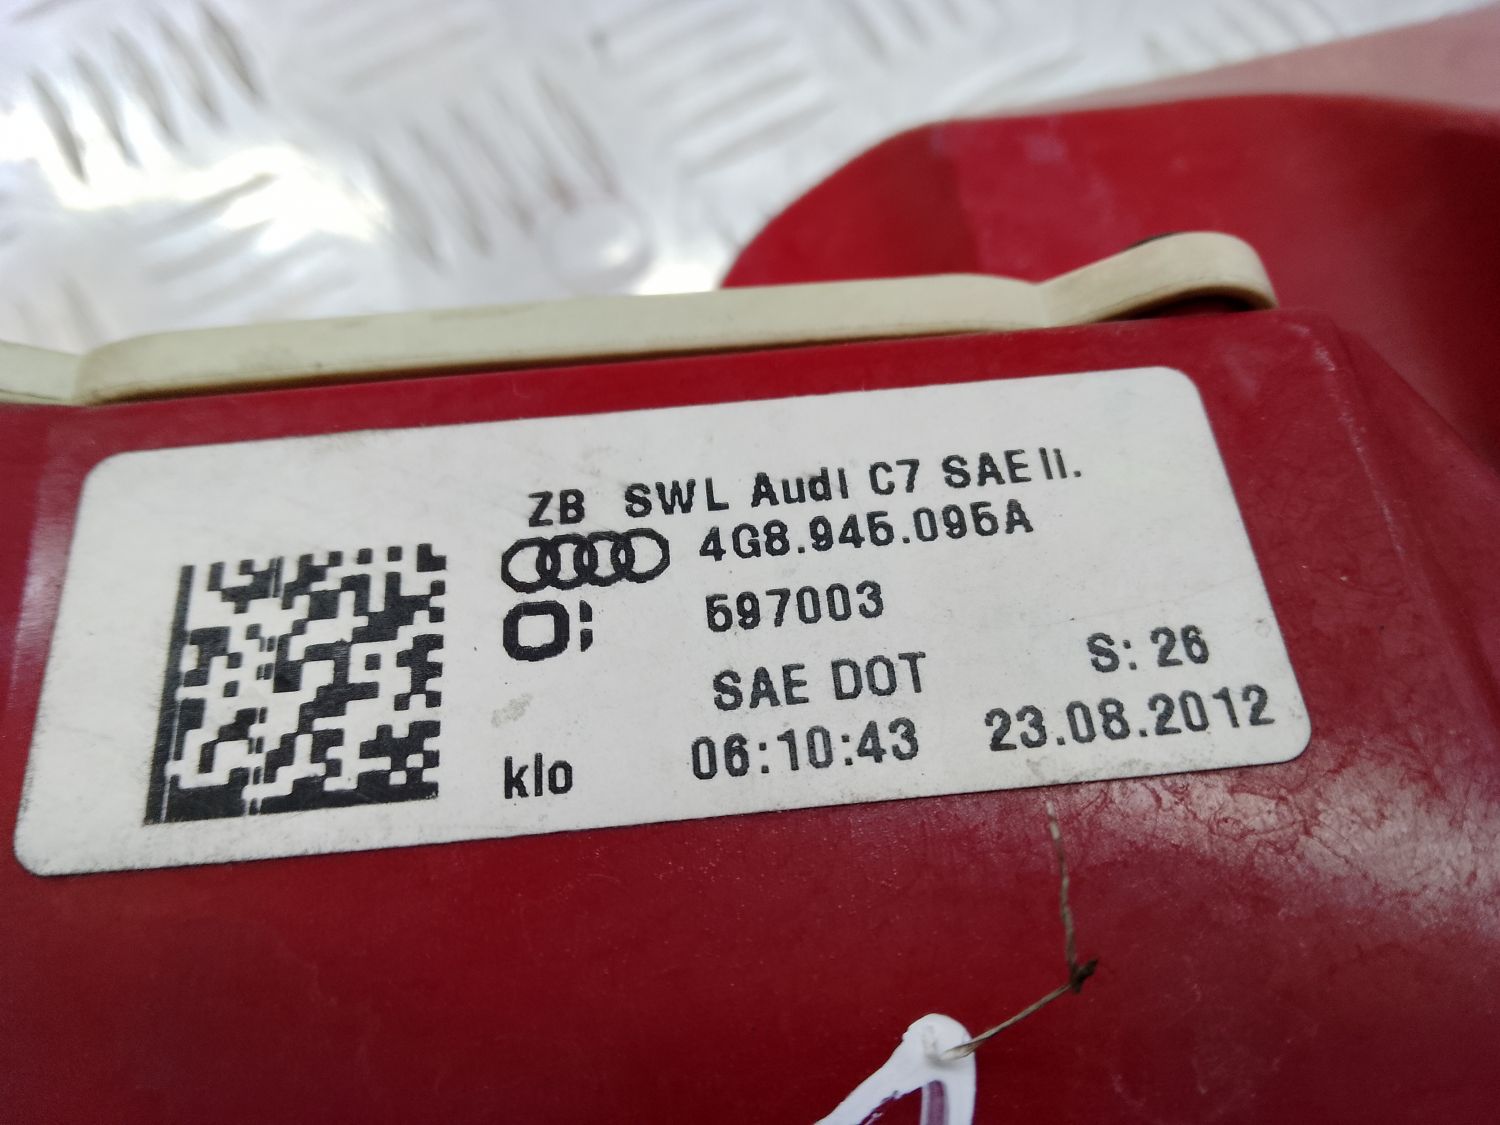 ZB SWL Audi C7 SAE li.
4G8.945.095A
597003
SAE DOT S: 26
klo 06:10:43 23.08.2012